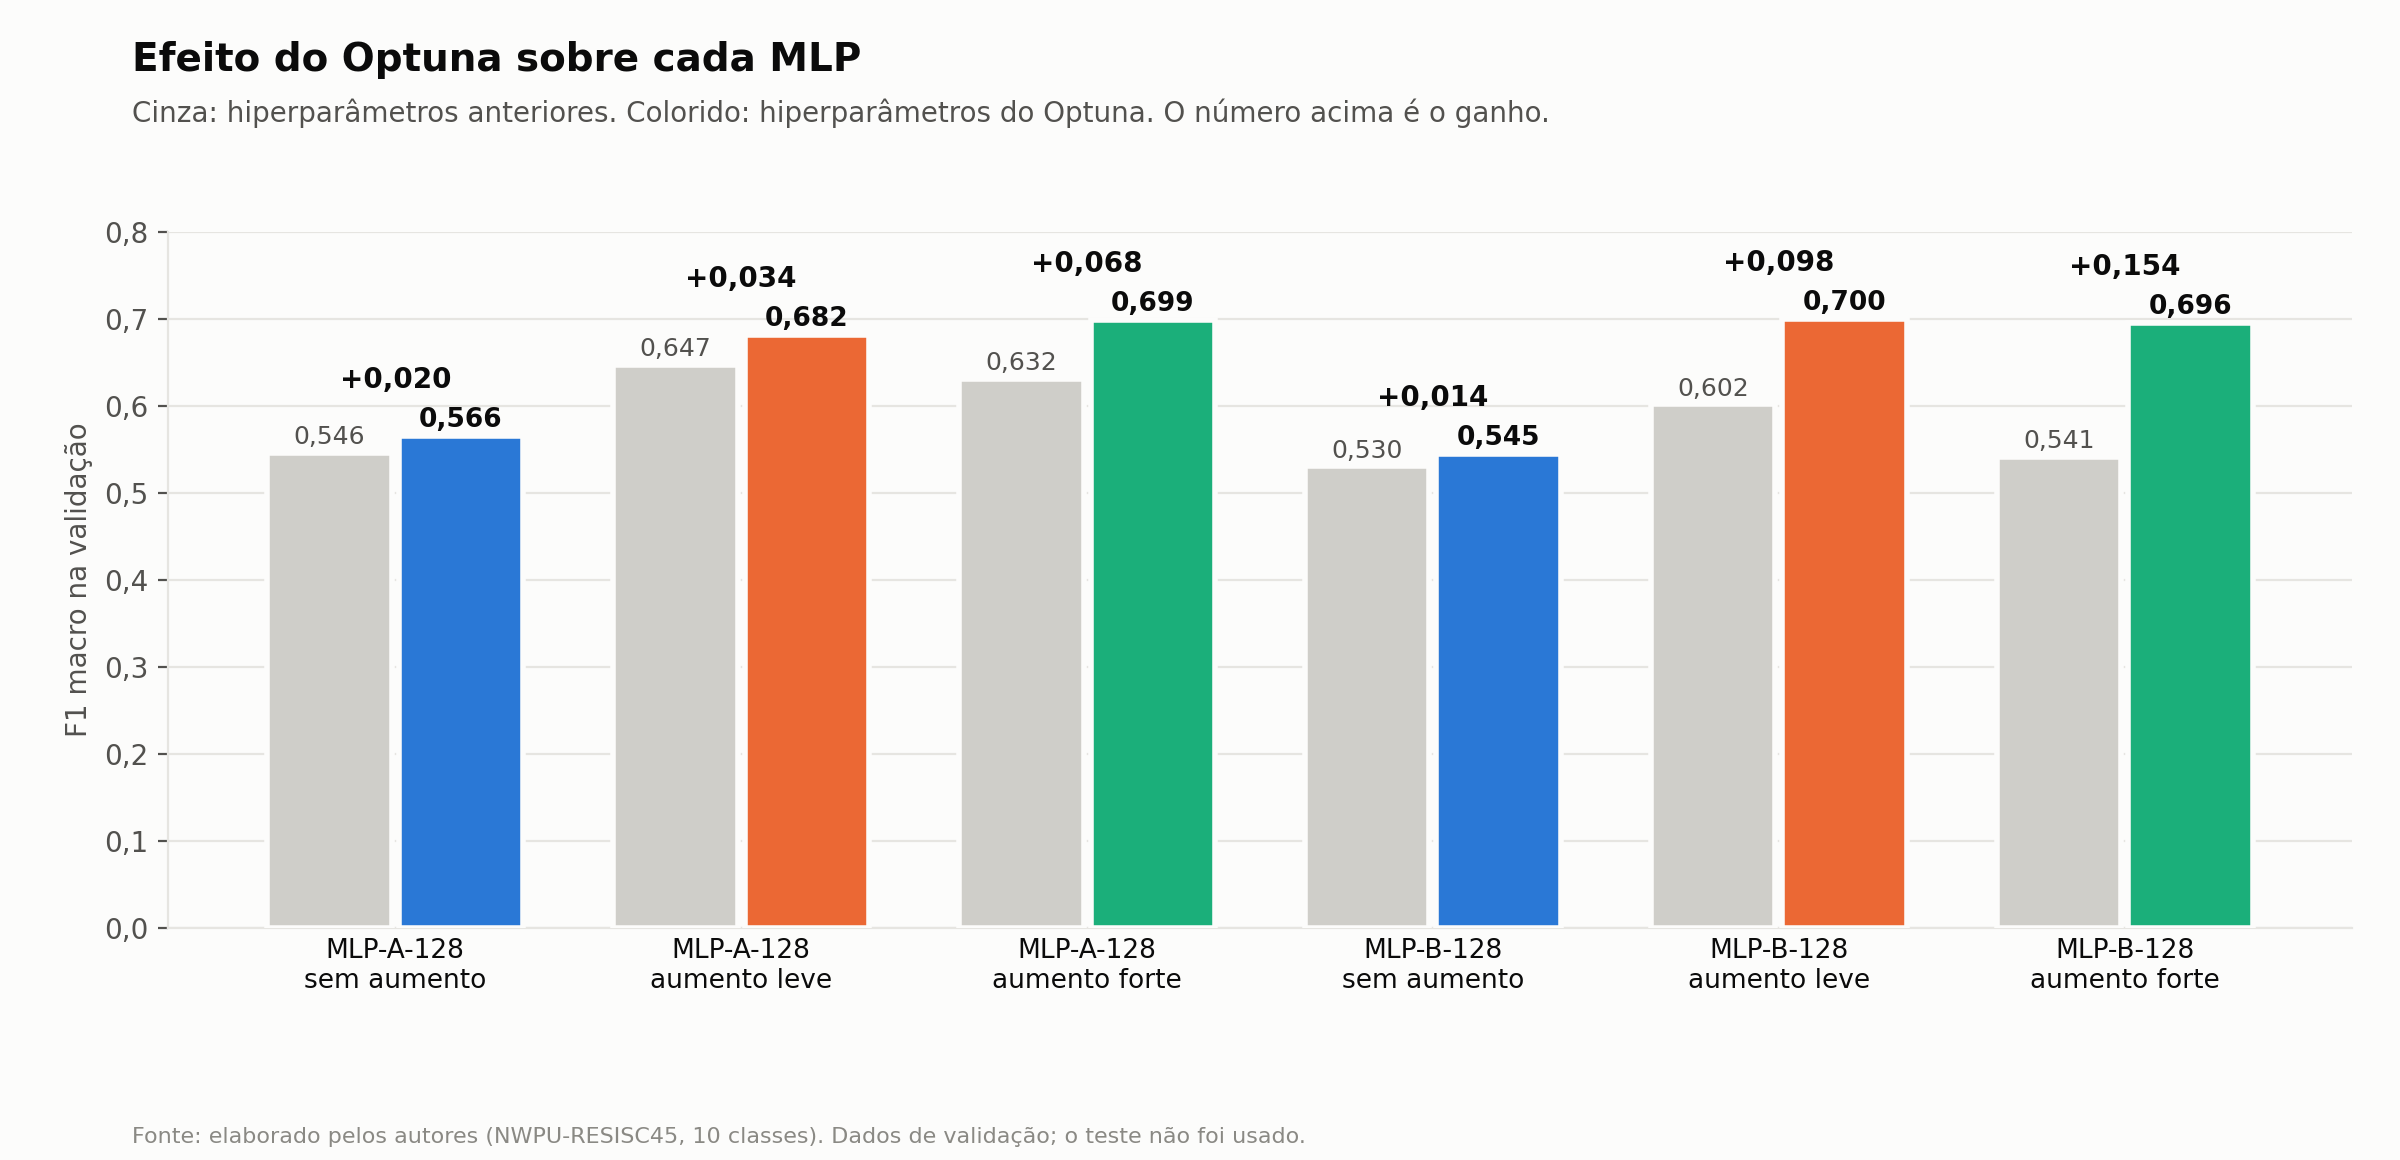 Efeito do Optuna sobre cada MLP
Cinza: hiperparâmetros anteriores. Colorido: hiperparâmetros do Optuna. O número acima é o ganho.
F1 macro na validação
0,8
0,7
0,6
0,5
0,4
0,3
0,2
0,1
0,0
+0,020
0,546
0,566
+0,034
0,647
0,682
+0,068
0,632
0,699
+0,014
0,530
0,545
+0,098
0,602
0,700
+0,154
0,541
0,696
MLP-A-128
sem aumento
MLP-A-128
aumento leve
MLP-A-128
aumento forte
MLP-B-128
sem aumento
MLP-B-128
aumento leve
MLP-B-128
aumento forte
Fonte: elaborado pelos autores (NWPU-RESISC45, 10 classes). Dados de validação; o teste não foi usado.